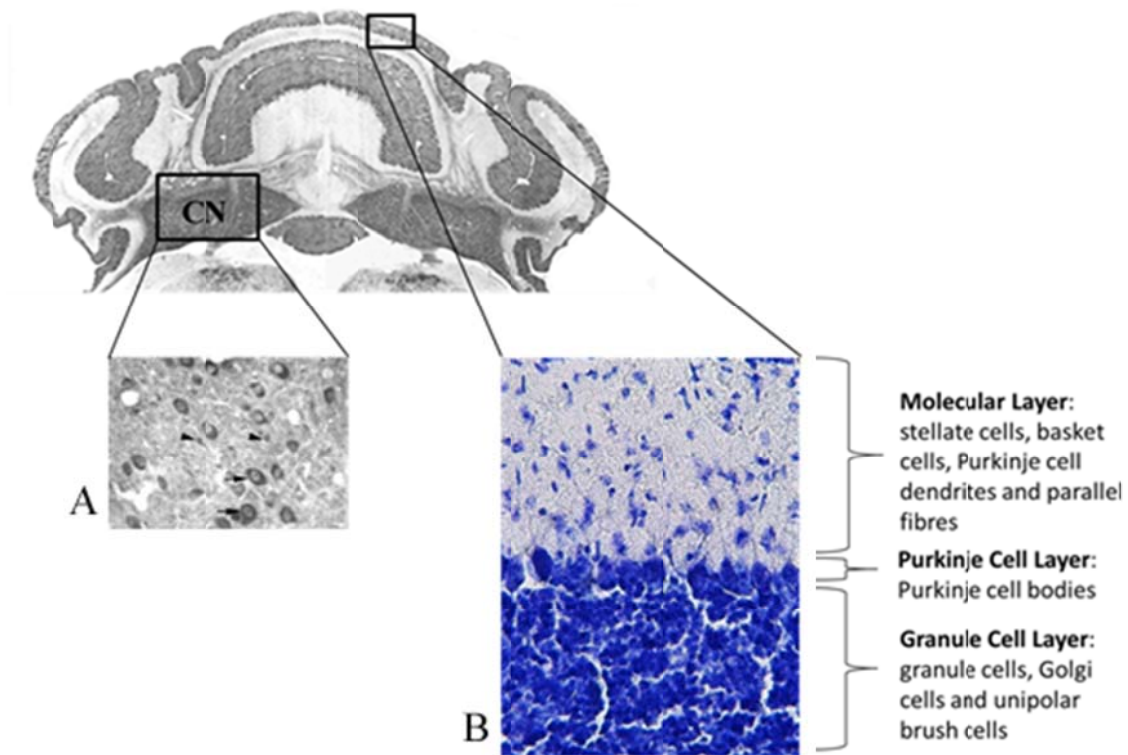 CN
A
B
Molecular Layer:
stellate cells, basket
cells, Purkinje cell
dendrites and parallel
fibres
Purkinje Cell Layer:
Purkinje cell bodies
Granule Cell Layer:
granule cells, Golgi
cells and unipolar
brush cells